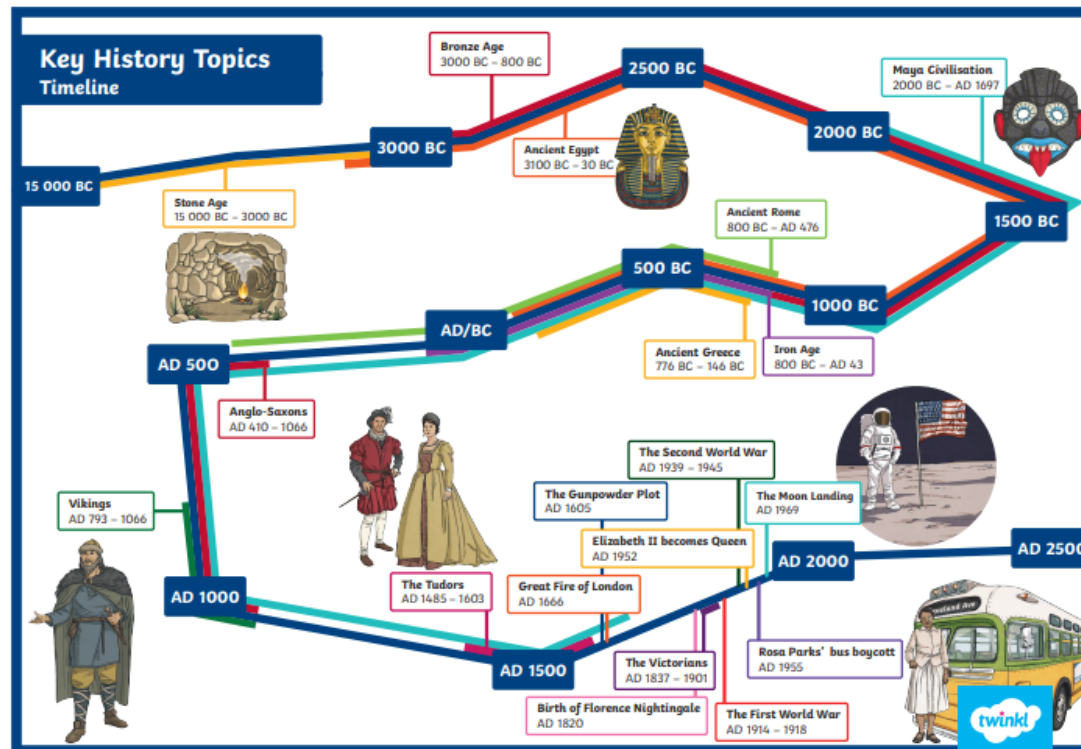 Key History Topics
Timeline
Bronze Age
3000 BC – 800 BC
2500 BC
Maya Civilisation
2000 BC – AD 1697
3000 BC
2000 BC
Ancient Egypt
3100 BC – 30 BC
15 000 BC
Stone Age
15 000 BC – 3000 BC
1500 BC
Ancient Rome
800 BC – AD 476
500 BC
1000 BC
AD/BC
Ancient Greece
776 BC – 146 BC
Iron Age
800 BC – AD 43
AD 500
Anglo-Saxons
AD 410 – 1066
The Second World War
AD 1939 – 1945
Vikings
AD 793 – 1066
The Gunpowder Plot
AD 1605
The Moon Landing
AD 1969
Elizabeth II becomes Queen
AD 1952
AD 2000
AD 2500
The Tudors
AD 1485 – 1603
Great Fire of London
AD 1666
AD 1000
AD 1500
The Victorians
AD 1837 – 1901
Rosa Parks' bus boycott
AD 1955
Birth of Florence Nightingale
AD 1820
The First World War
AD 1914 – 1918
twinkl